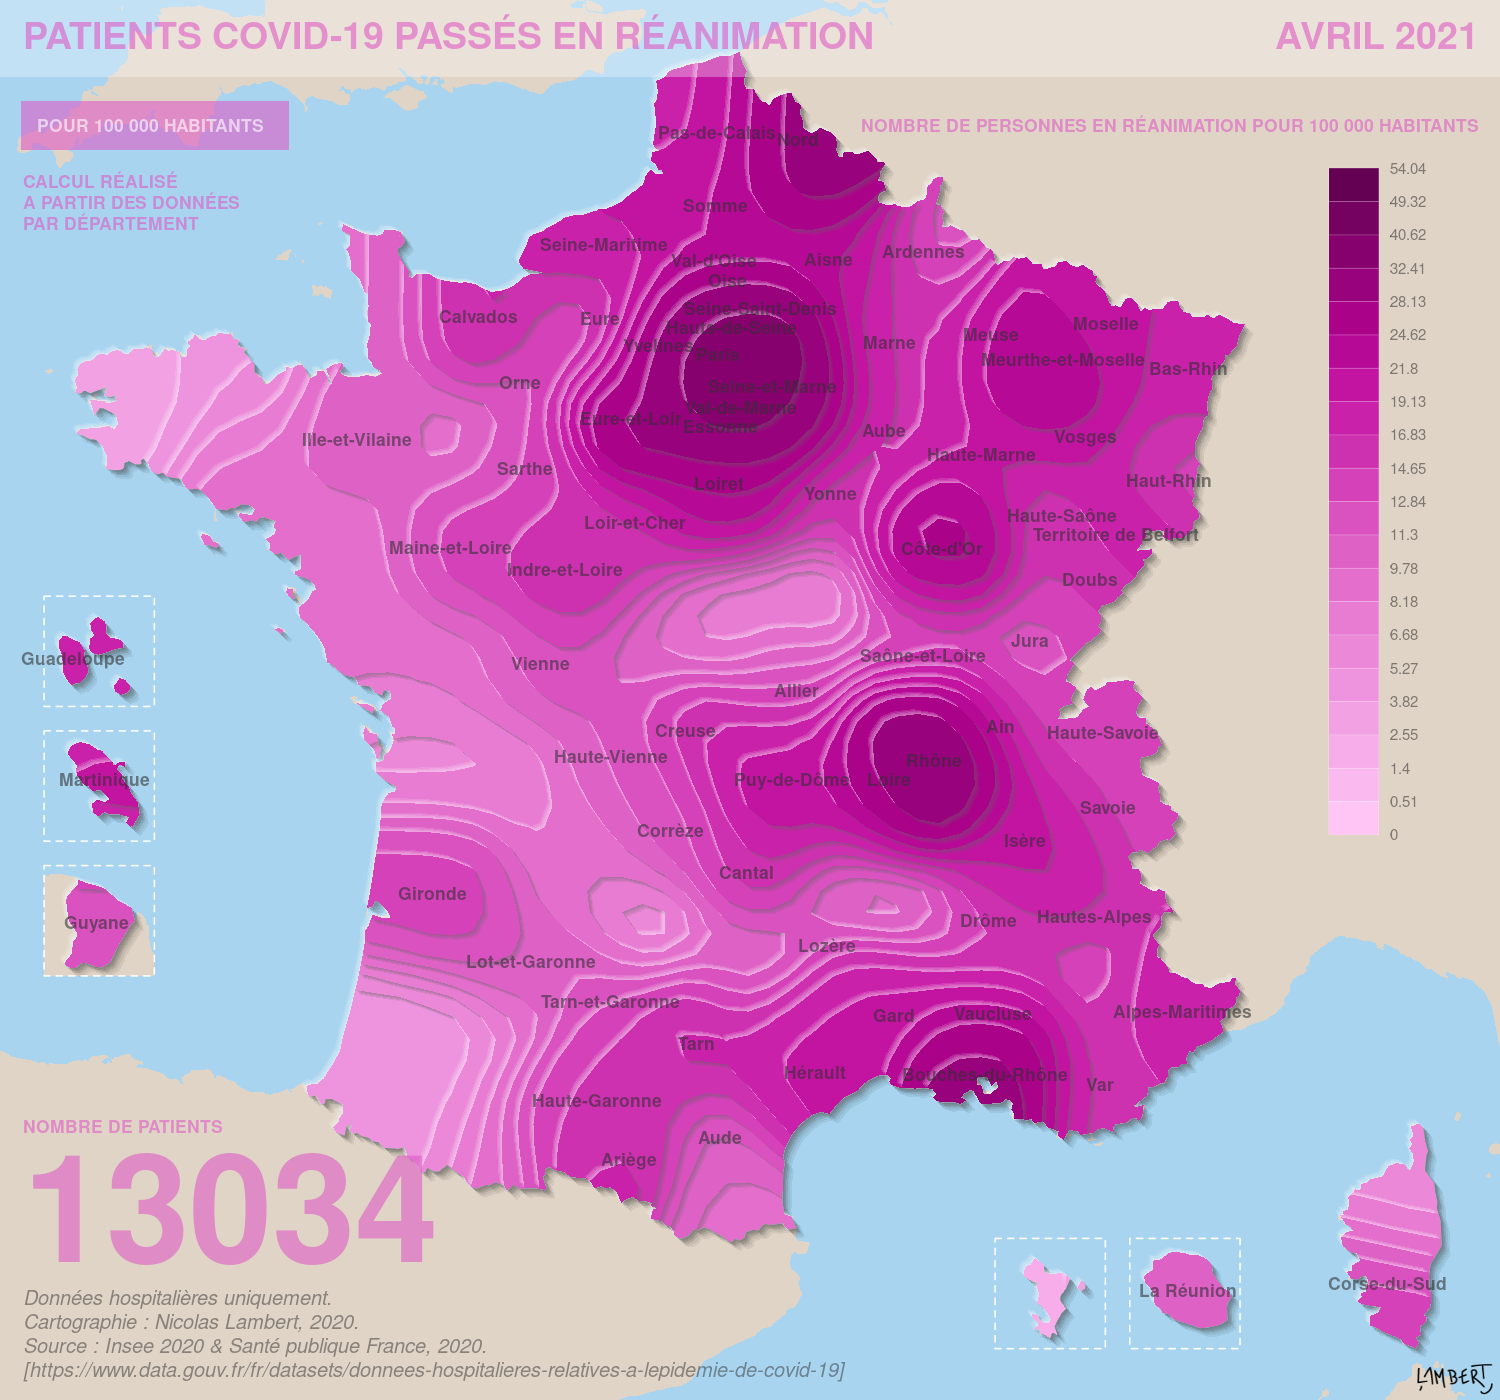 PATIENTS COVID-19 PASSÉS EN RÉANIMATION
AVRIL 2021
POUR 100 000 HABITANTS
CALCUL RÉALISÉ
A PARTIR DES DONNÉES
PAR DÉPARTEMENT
NOMBRE DE PERSONNES EN RÉANIMATION POUR 100 000 HABITANTS
54.04
49.32
40.62
32.41
28.13
24.62
21.8
19.13
16.83
14.65
12.84
11.3
9.78
8.18
6.68
5.27
3.82
2.55
1.4
0.51
0
Pas-de-Calais
Nord
Somme
Seine-Maritime
Val-d'Oise
Aisne
Ardennes
Oise
Seine-Saint-Denis
Calvados
Eure
Hauts-de-Seine
Moselle
Meuse
Marne
Yvelines
Paris
Meurthe-et-Moselle
Bas-Rhin
Orne
Seine-et-Marne
Val-de-Marne
Eure-et-Loir
Essonne
Ille-et-Vilaine
Aube
Vosges
Haute-Marne
Sarthe
Loiret
Yonne
Haut-Rhin
Loir-et-Cher
Haute-Saône
Territoire de Belfort
Maine-et-Loire
Côte-d'Or
Indre-et-Loire
Doubs
Jura
Guadeloupe
Vienne
Saône-et-Loire
Allier
Creuse
Ain
Haute-Savoie
Haute-Vienne
Rhône
Martinique
Puy-de-Dôme
Loire
Savoie
Corrèze
Isère
Cantal
Gironde
Guyane
Drôme
Hautes-Alpes
Lozère
Lot-et-Garonne
Tarn-et-Garonne
Gard
Vaucluse
Alpes-Maritimes
Tarn
Hérault
Bouches-du-Rhône
Var
Haute-Garonne
Aude
Ariège
La Réunion
Corse-du-Sud
NOMBRE DE PATIENTS
13034
Données hospitalières uniquement.
Cartographie : Nicolas Lambert, 2020.
Source : Insee 2020 & Santé publique France, 2020.
[https://www.data.gouv.fr/fr/datasets/donnees-hospitalieres-relatives-a-lepidemie-de-covid-19]
LAMBERT